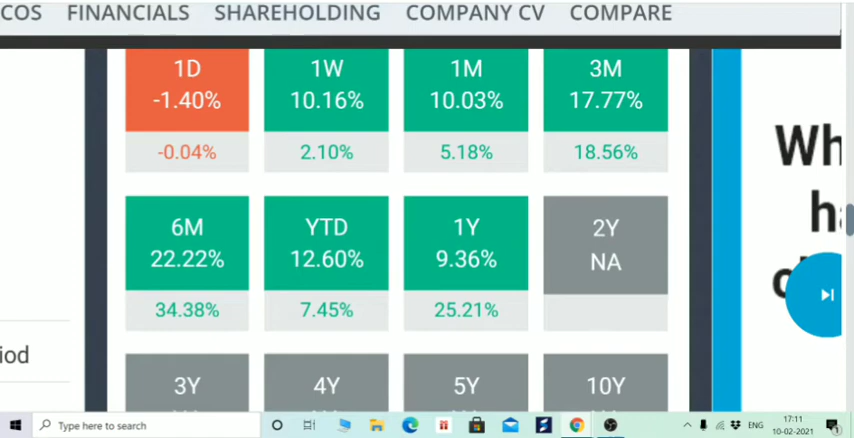 COS FINANCIALS SHAREHOLDING COMPANY CV COMPARE
1D 1W 1M 3M
-1.40% 10.16% 10.03% 17.77%
-0.04% 2.10% 5.18% 18.56%
6M YTD 1Y 2Y
22.22% 12.60% 9.36% NA
34.38% 7.45% 25.21%
3Y 4Y 5Y 10Y
iod
Wh
Type here to search
ENG
17:11
10-02-2021